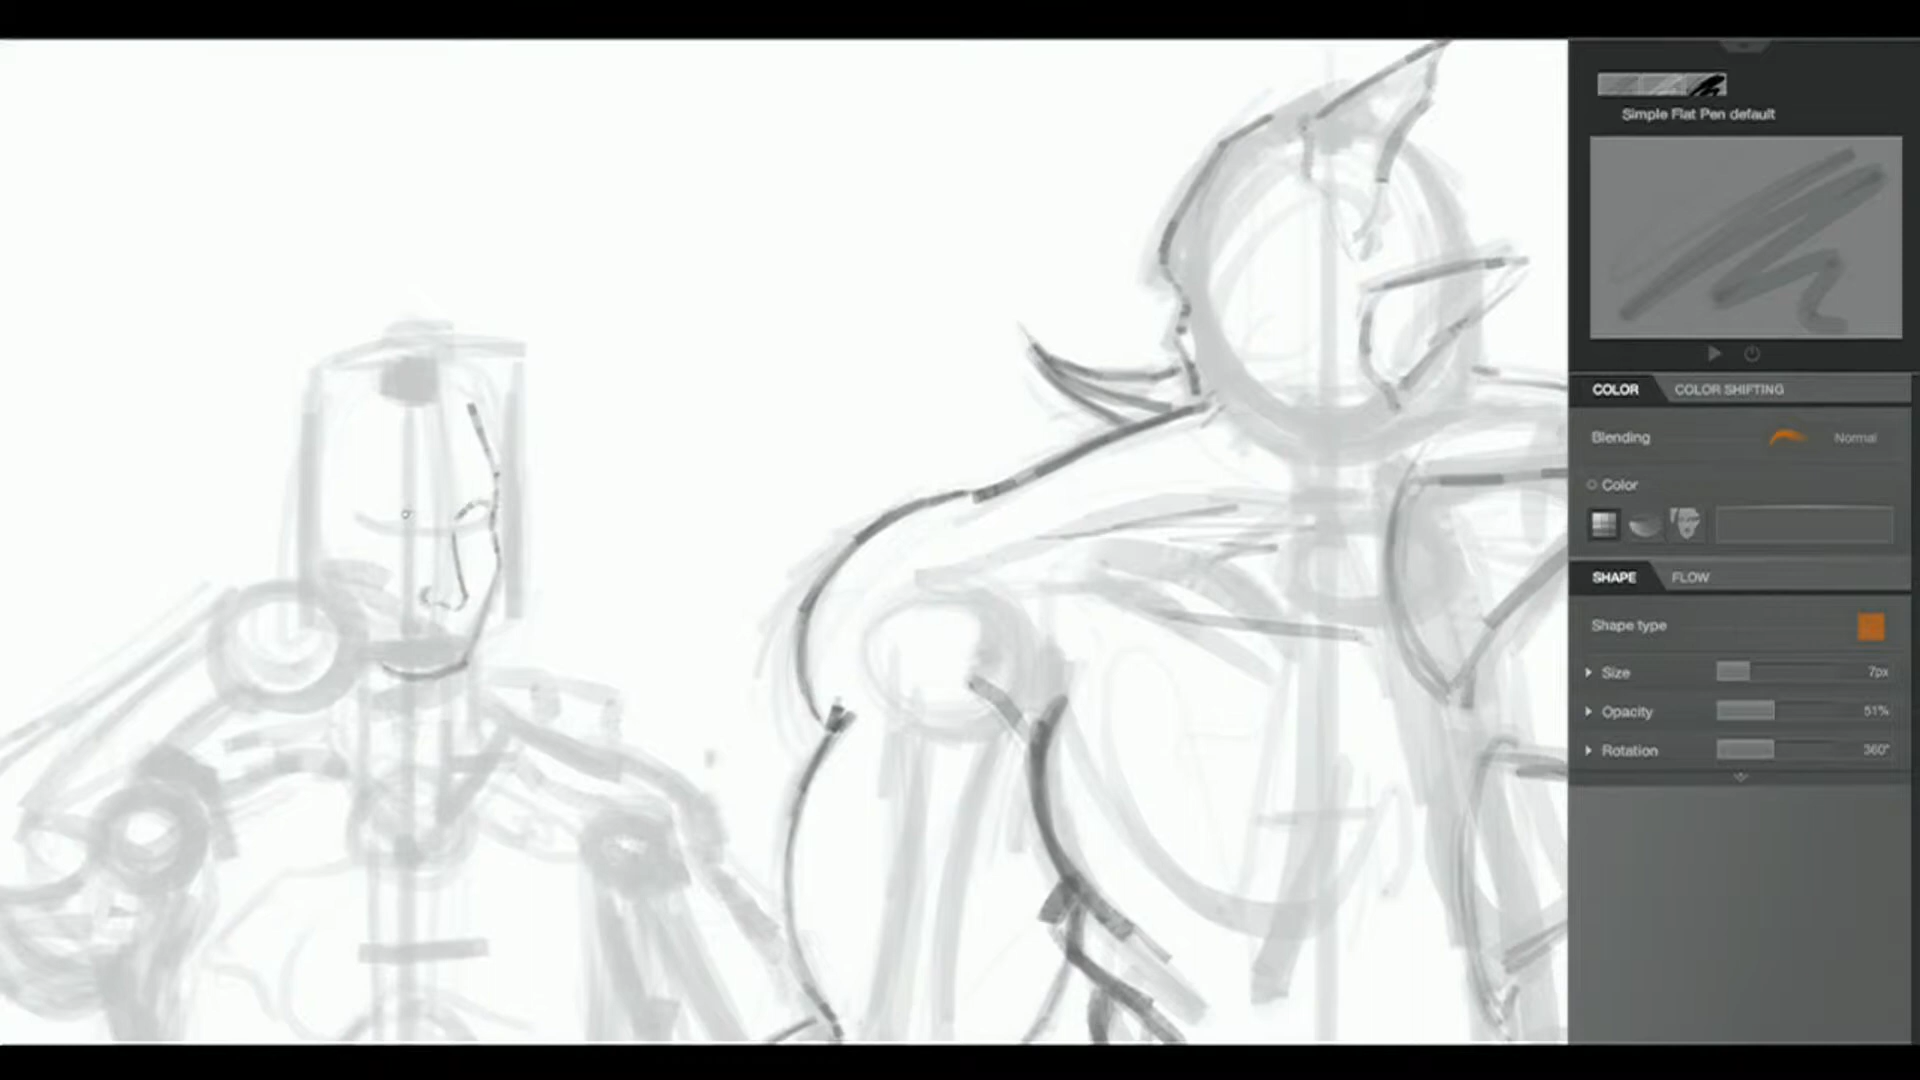 Simple Flat Pen default
COLOR COLOR SHIFTING
Blending Normal
Color
SHAPE FLOW
Shape type
Size 7px
Opacity 51%
Rotation 360°